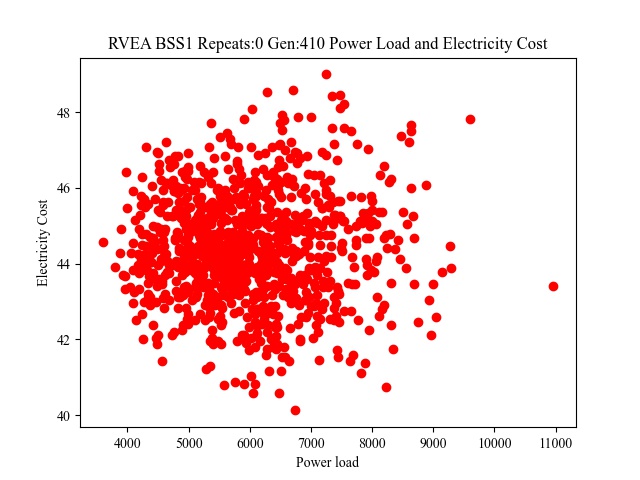 RVEA BSS1 Repeats:0 Gen:410 Power Load and Electricity Cost
48
46
44
42
40
Electricity Cost
4000 5000 6000 7000 8000 9000 10000 11000
Power load